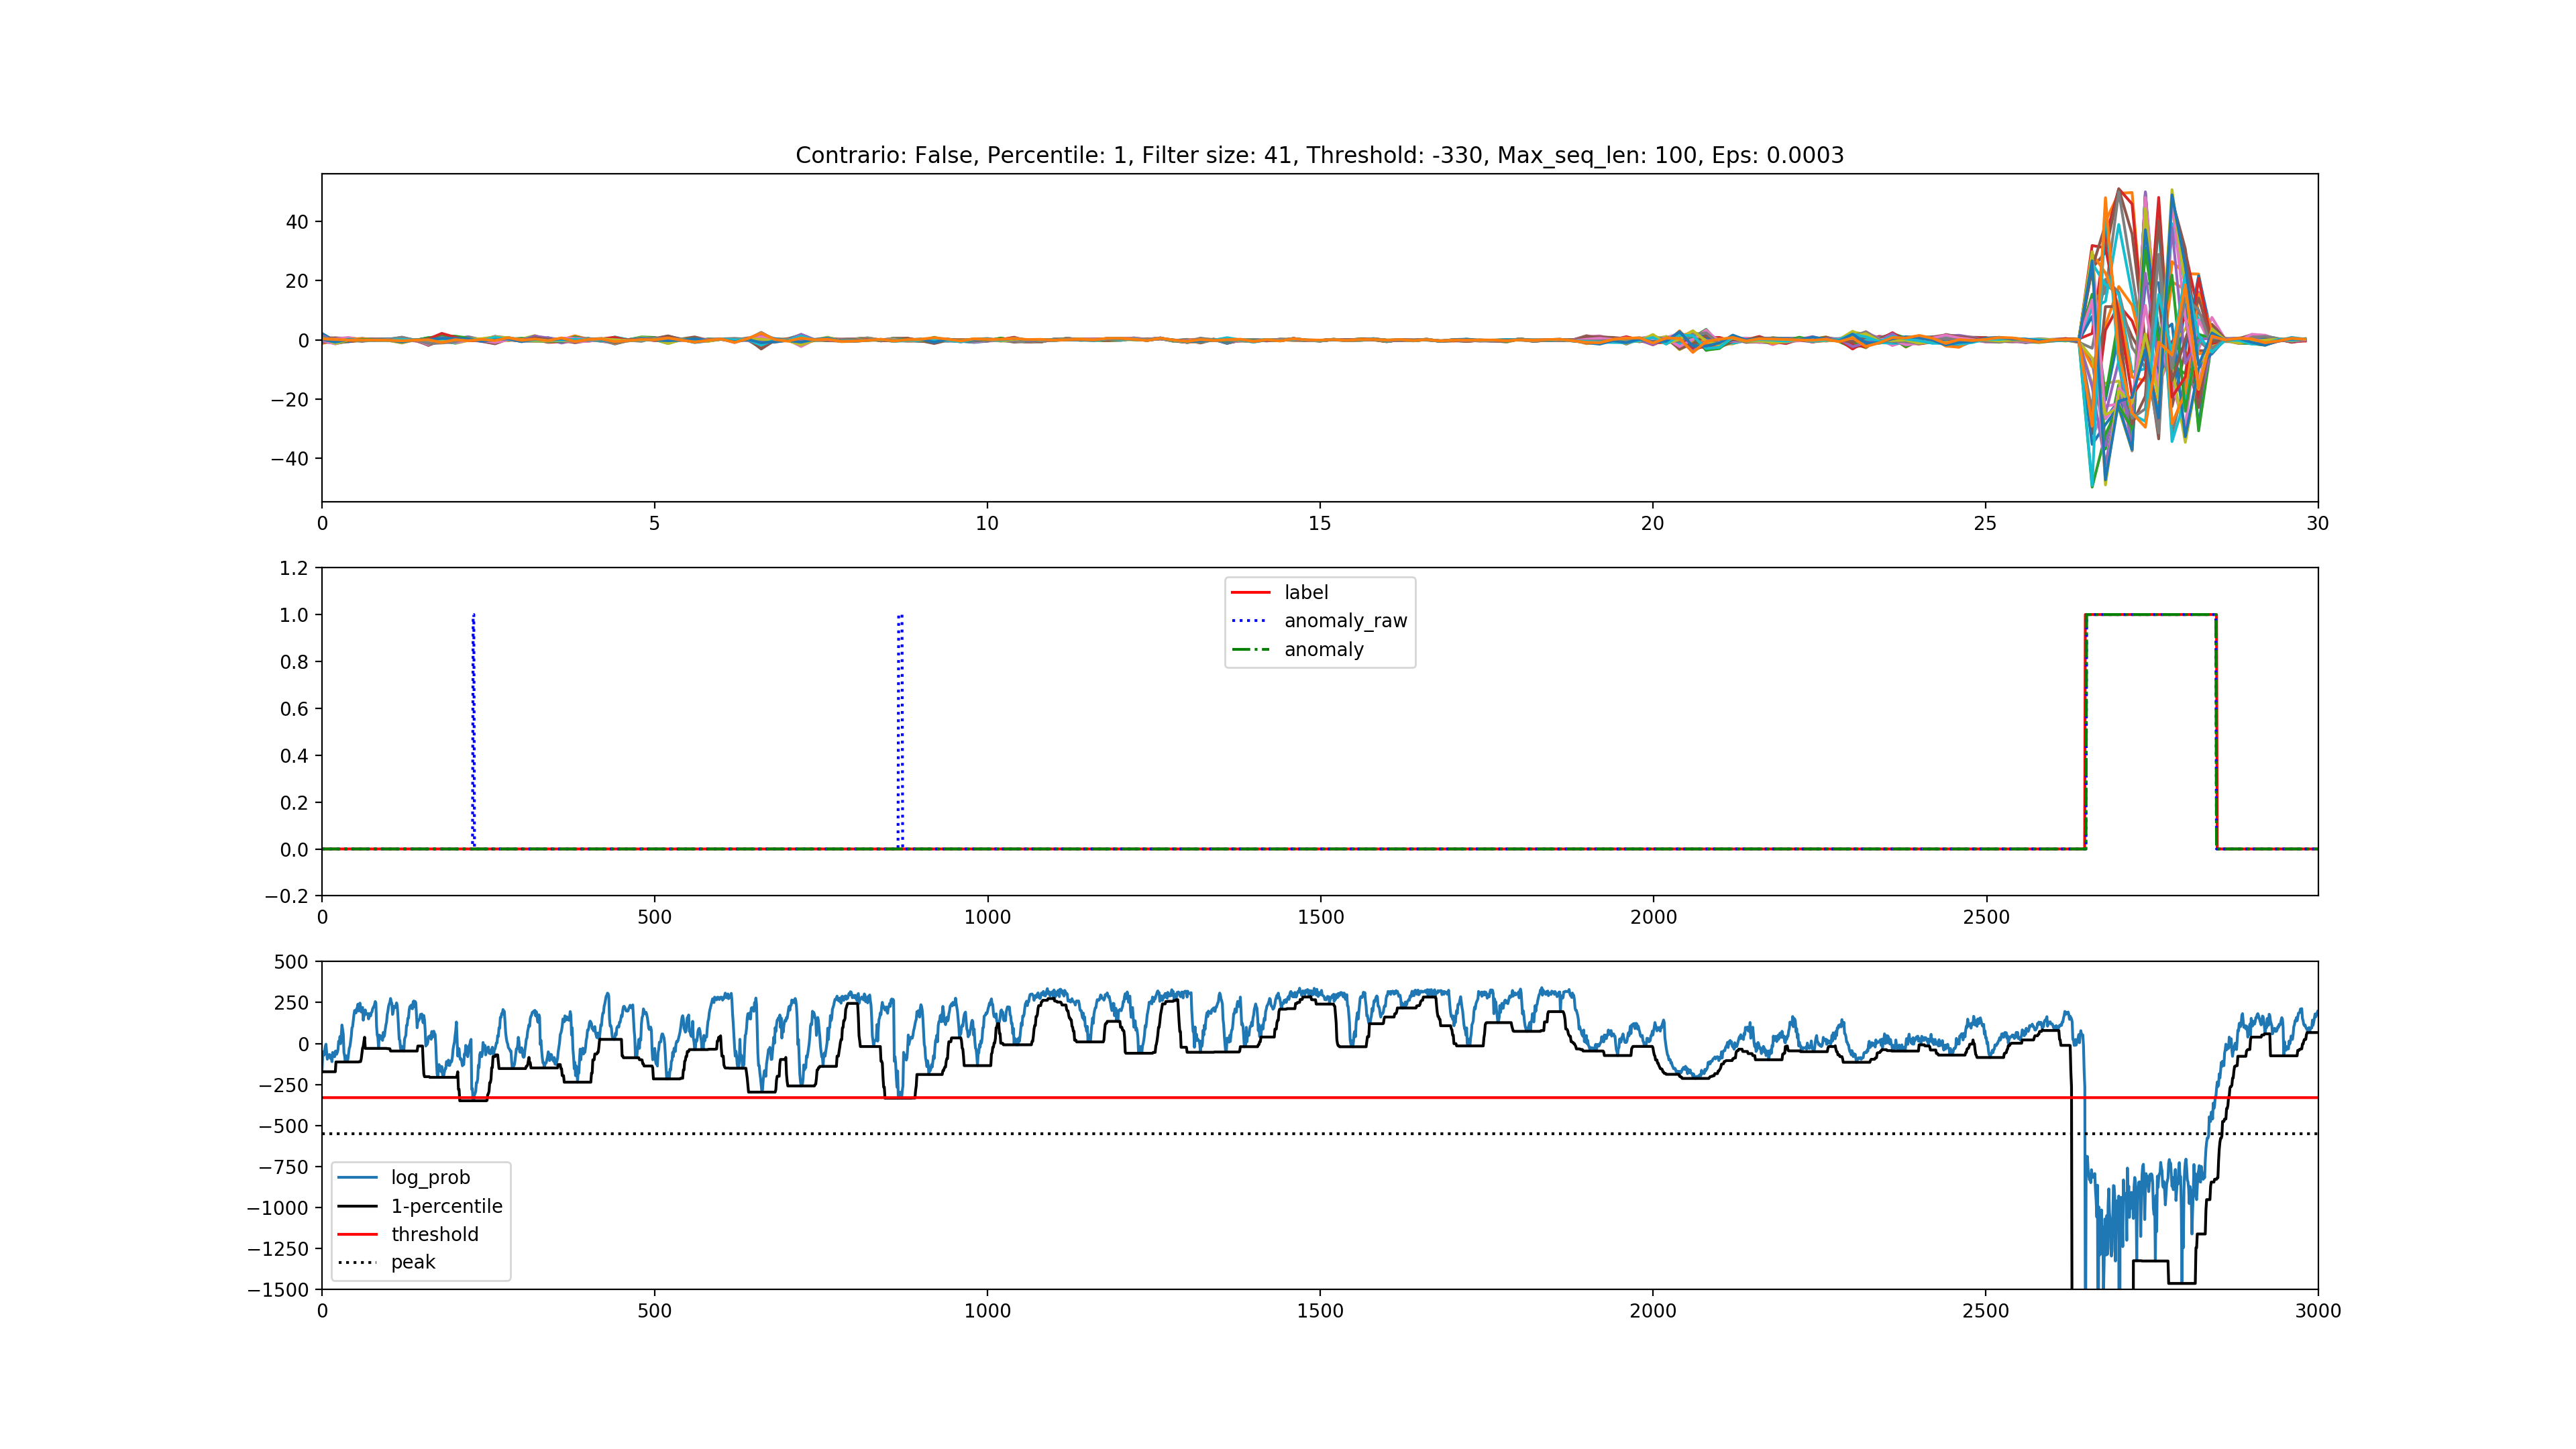 Contrario: False, Percentile: 1, Filter size: 41, Threshold: -330, Max_seq_len: 100, Eps: 0.0003
40
20
0
−20
−40
0 5 10 15 20 25 30
1.2
1.0
0.8
0.6
0.4
0.2
0.0
−0.2
label
anomaly_raw
anomaly
0 500 1000 1500 2000 2500
500
250
0
−250
−500
−750
−1000
−1250
−1500
log_prob
1-percentile
threshold
peak
0 500 1000 1500 2000 2500 3000